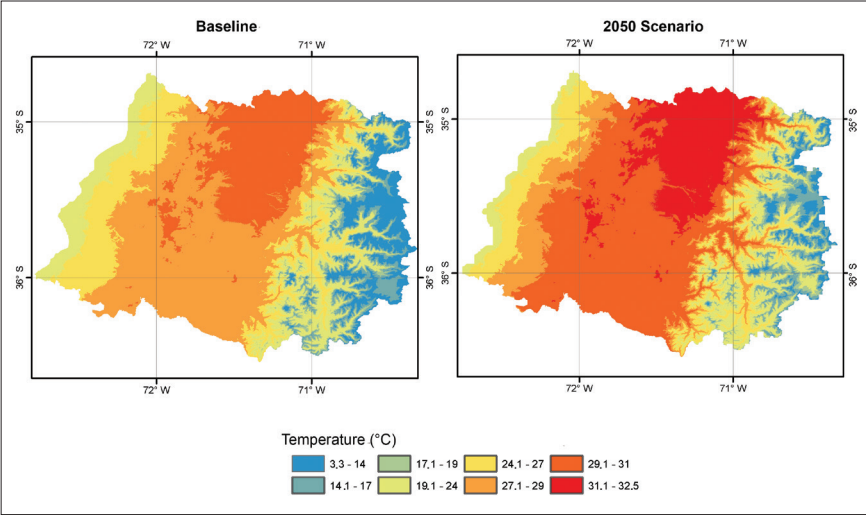 Baseline
2050 Scenario
72° W
71° W
72° W
71° W
35° S
35° S
35° S
35° S
36° S
36° S
36° S
36° S
72° W
71° W
72° W
71° W
Temperature (°C)
3,3 - 14
17,1 - 19
24,1 - 27
29,1 - 31
14.1 - 17
19.1 - 24
27.1 - 29
31.1 - 32.5